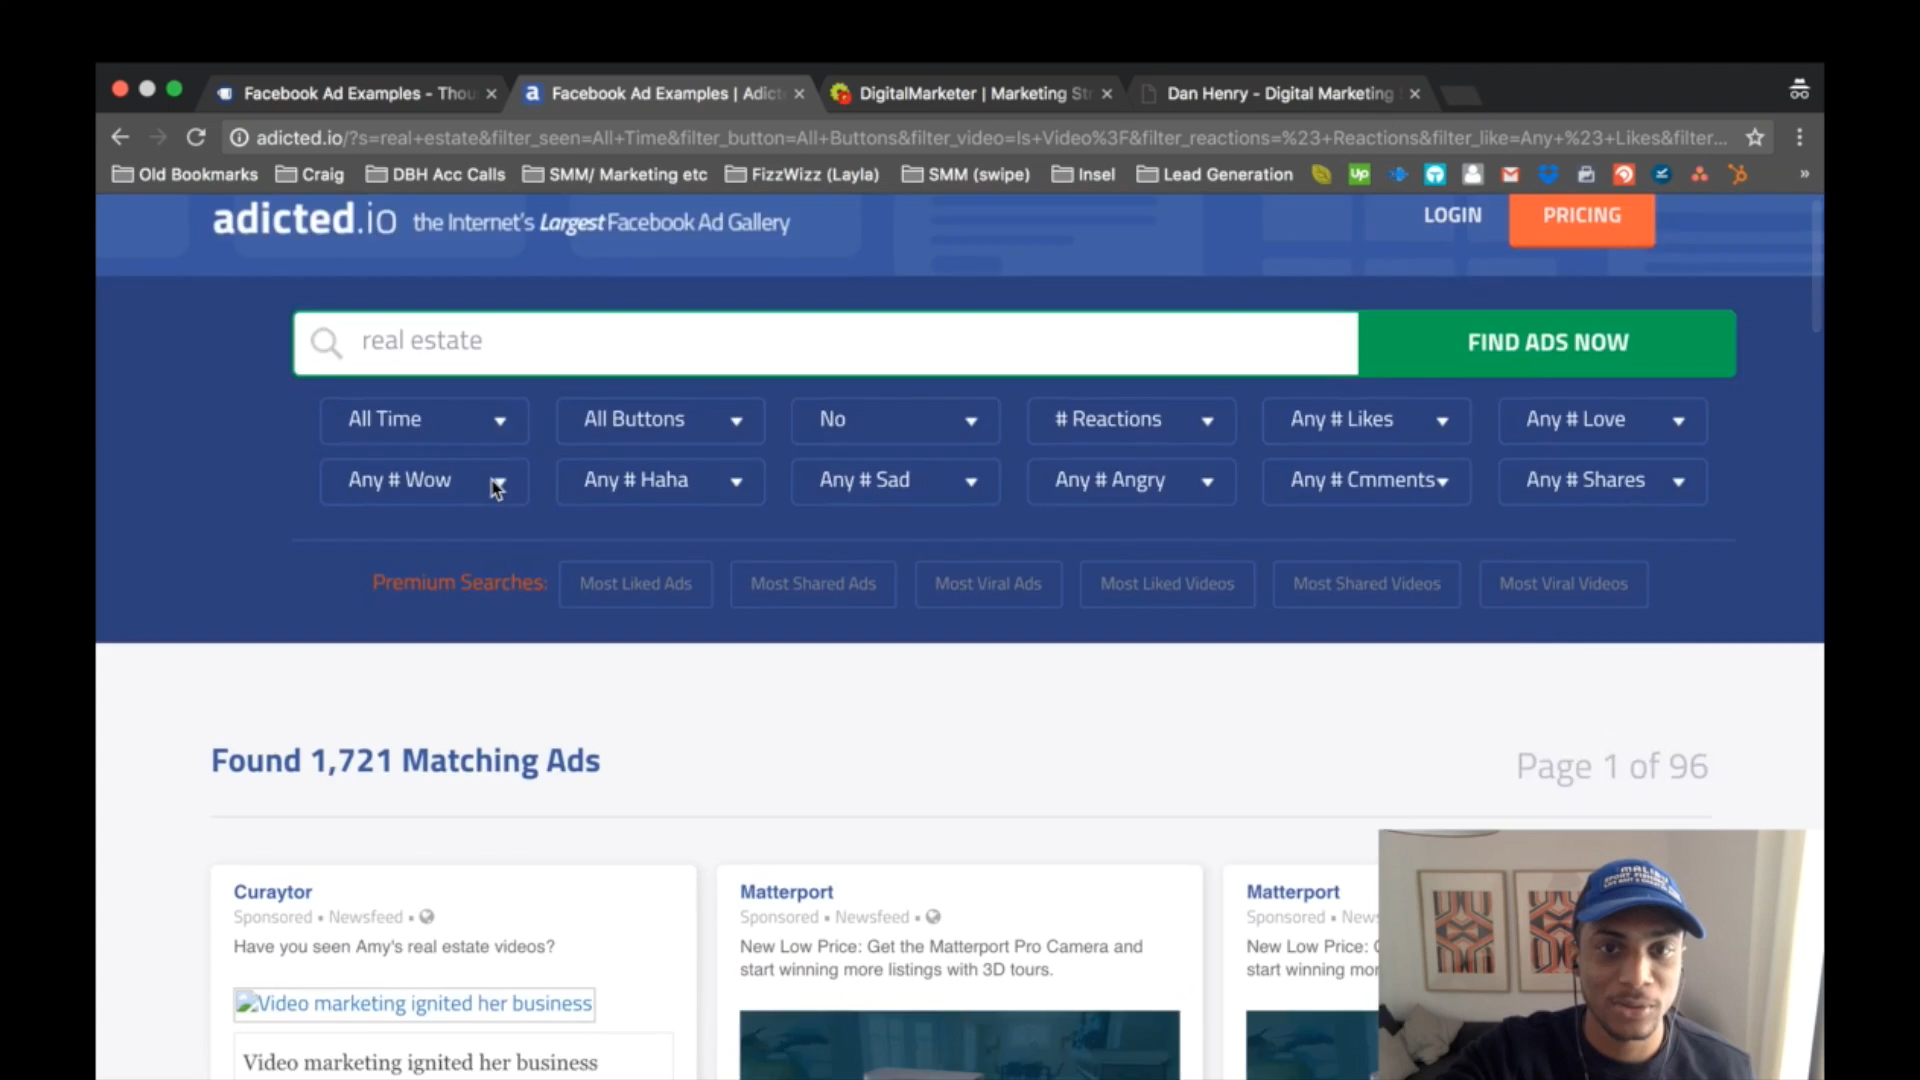 Facebook Ad Examples - Thou
Facebook Ad Examples | Adict
DigitalMarketer | Marketing St
Dan Henry - Digital Marketing
adicted.io/?s=real+estate&filter_seen=All+Time&filter_button=All+Buttons&filter_video=Is+Video%3F&filter_reactions=%23+Reactions&filter_like=Any+%23+Likes&filter...
Old Bookmarks Craig DBH Acc Calls SMM/ Marketing etc FizzWizz (Layla) SMM (swipe) Insel Lead Generation Up »
adicted.io the Internet's Largest Facebook Ad Gallery
LOGIN PRICING
real estate FIND ADS NOW
All Time All Buttons No # Reactions Any # Likes Any # Love
Any # Wow Any # Haha Any # Sad Any # Angry Any # Cmments Any # Shares
Premium Searches: Most Liked Ads Most Shared Ads Most Viral Ads Most Liked Videos Most Shared Videos Most Viral Videos
Found 1,721 Matching Ads
Page 1 of 96
Curaytor
Sponsored • Newsfeed •
Have you seen Amy's real estate videos?
Video marketing ignited her business
Video marketing ignited her business
Matterport
Sponsored • Newsfeed •
New Low Price: Get the Matterport Pro Camera and
start winning more listings with 3D tours.
Matterport
Sponsored • News
New Low Price:
start winning mor
MALIBU